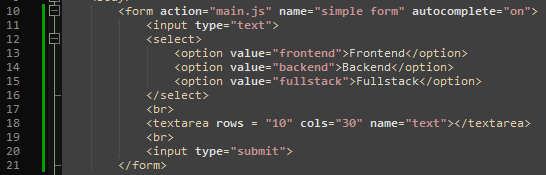 10 <form action="main.js" name="simple form" autocomplete="on">
11 <input type="text">
12 <select>
13 <option value="frontend">Frontend</option>
14 <option value="backend">Backend</option>
15 <option value="fullstack">Fullstack</option>
16 </select>
17 <br>
18 <textarea rows = "10" cols="30" name="text"></textarea>
19 <br>
20 <input type="submit">
21 </form>